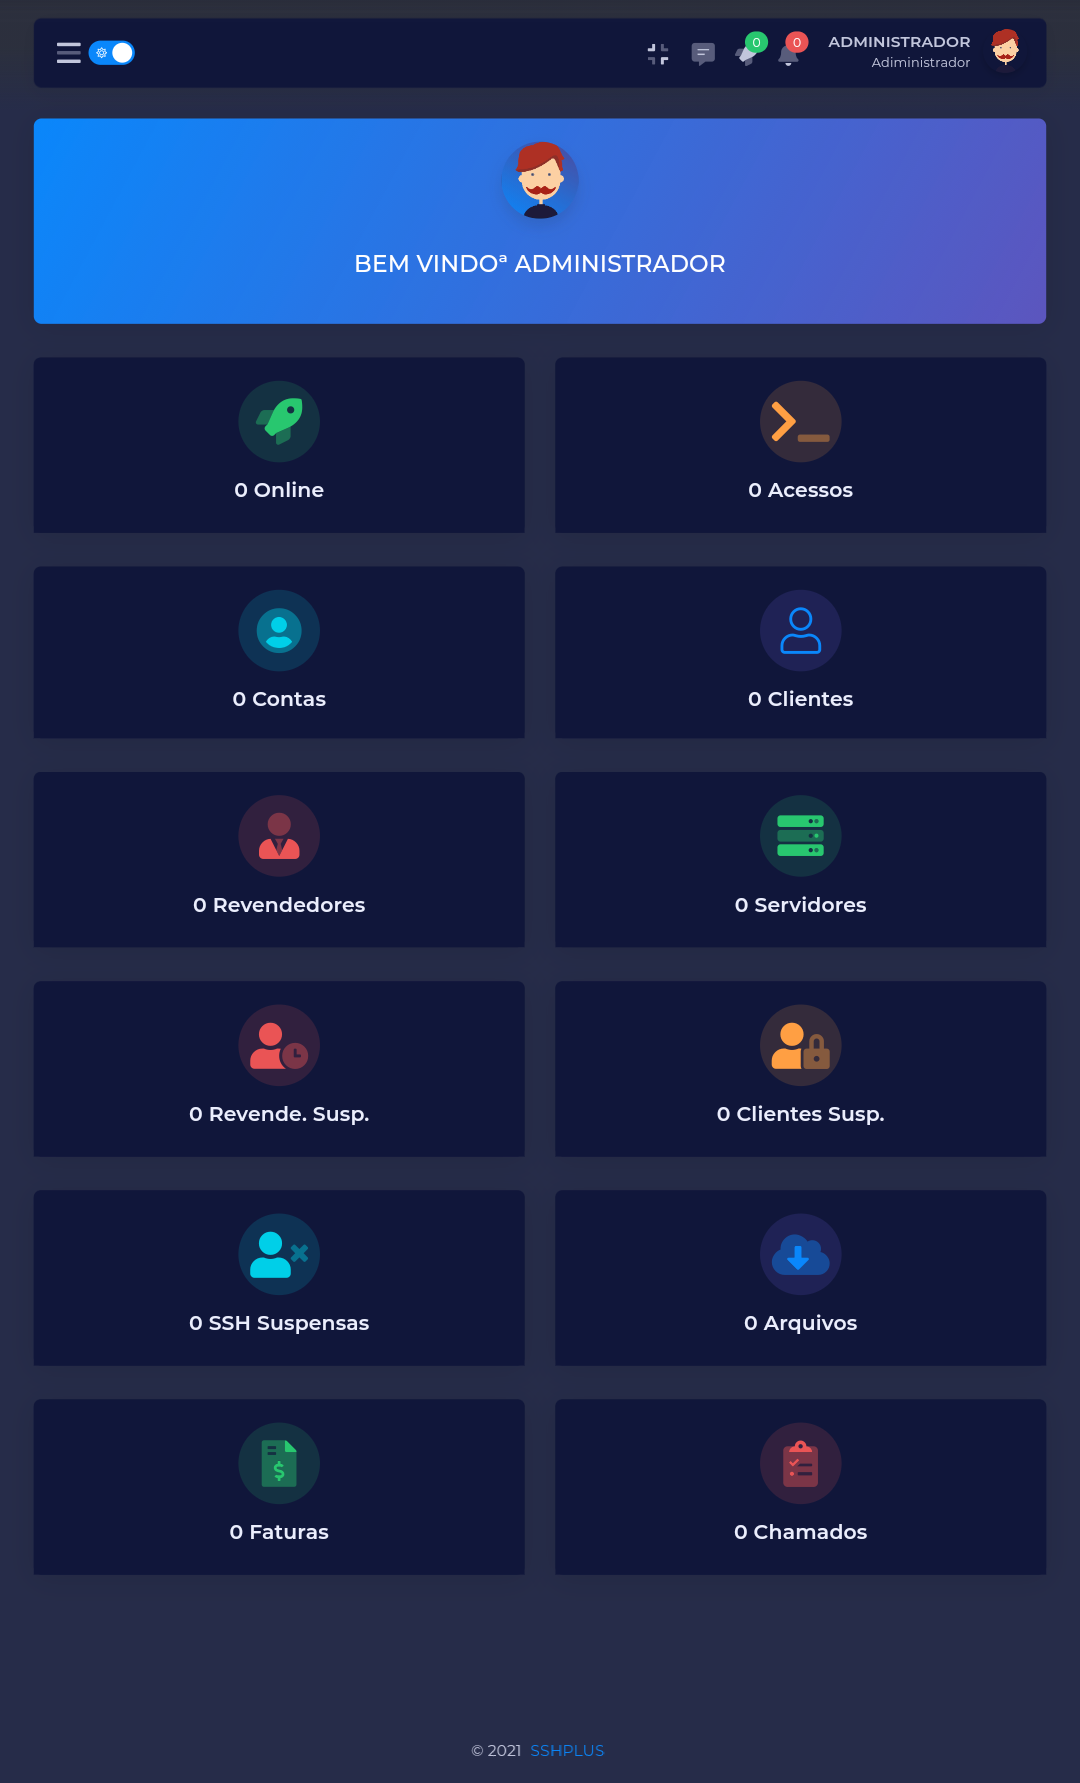 0
0
ADMINISTRADOR
Adiministrador
BEM VINDOª ADMINISTRADOR
0 Online
0 Acessos
0 Contas
0 Clientes
0 Revendedores
0 Servidores
0 Revende. Susp.
0 Clientes Susp.
0 SSH Suspensas
0 Arquivos
$
0 Faturas
0 Chamados
© 2021 SSHPLUS